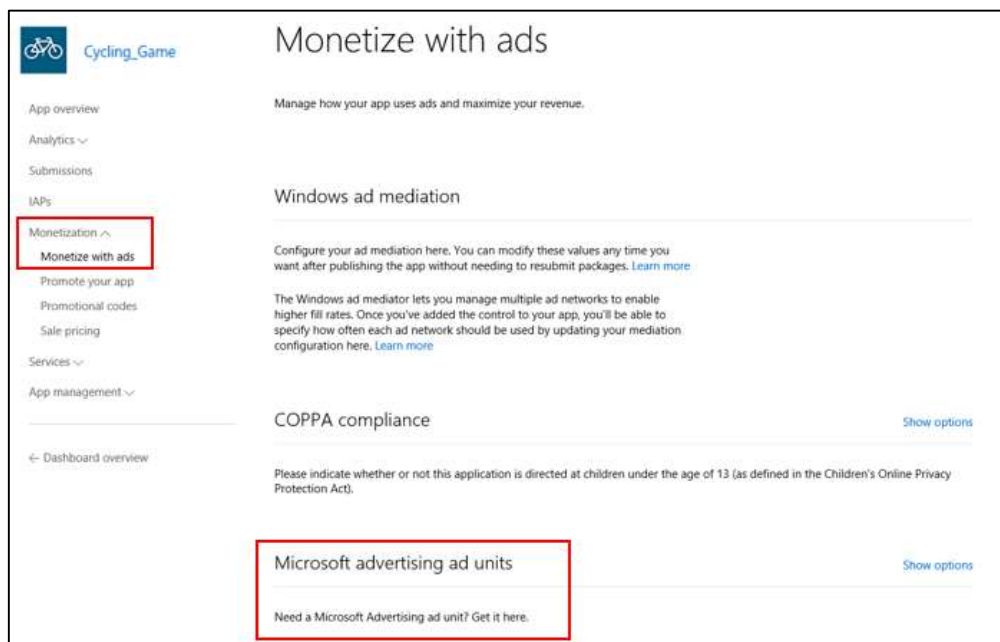 Cycling_Game
App overview
Analytics
Submissions
IAPs
Monetization
Monetize with ads
Promote your app
Promotional codes
Sale pricing
Services
App management
← Dashboard overview
Monetize with ads
Manage how your app uses ads and maximize your revenue.
Windows ad mediation
Configure your ad mediation here. You can modify these values any time you
want after publishing the app without needing to resubmit packages. Learn more
The Windows ad mediator lets you manage multiple ad networks to enable
higher fill rates. Once you've added the control to your app, you'll be able to
specify how often each ad network should be used by updating your mediation
configuration here. Learn more
COPPA compliance
Show options
Please indicate whether or not this application is directed at children under the age of 13 (as defined in the Children's Online Privacy
Protection Act).
Microsoft advertising ad units
Show options
Need a Microsoft Advertising ad unit? Get it here.